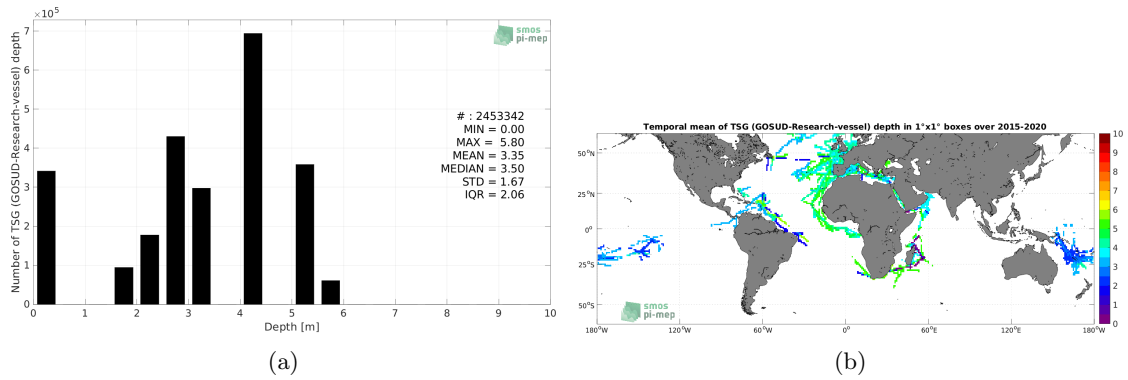 ×10⁵
7
6
5
4
3
2
1
0
Number of TSG (GOSUD-Research-vessel) depth
0 1 2 3 4 5 6 7 8 9 10
Depth [m]
smos
pi-mep
# : 2453342
MIN = 0.00
MAX = 5.80
MEAN = 3.35
MEDIAN = 3.50
STD = 1.67
IQR = 2.06
(a)
Temporal mean of TSG (GOSUD-Research-vessel) depth in 1°x1° boxes over 2015-2020
50°N
25°N
0°
25°S
50°S
180°W 120°W 60°W 0° 60°E 120°E 180°W
smos
pi-mep
10
9
8
7
6
5
4
3
2
1
0
(b)